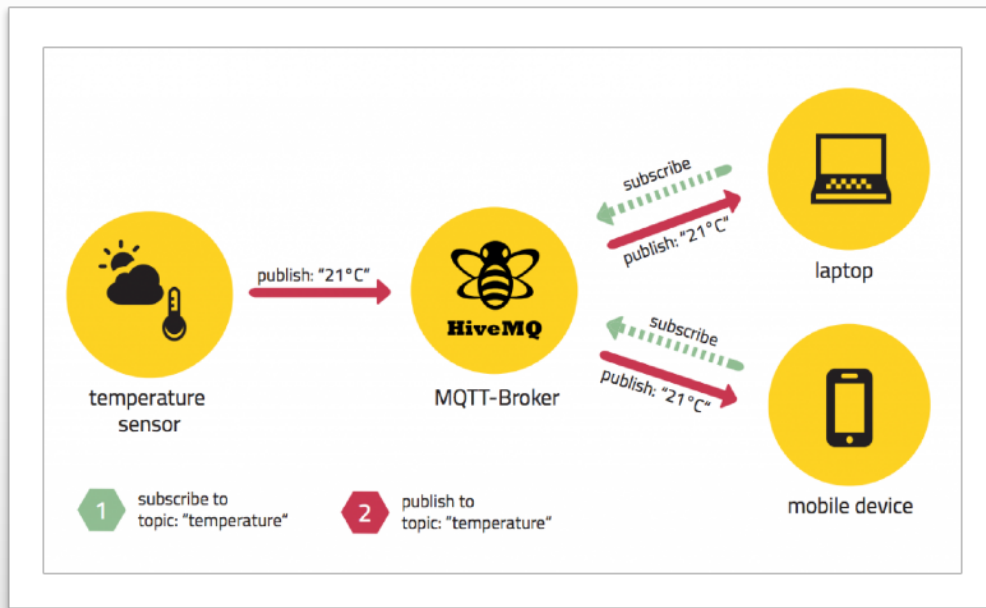 subscribe
publish: "21°C"
laptop
publish: "21°C"
HiveMQ
MQTT-Broker
temperature
sensor
subscribe
publish: "21°C"
mobile device
1
subscribe to
topic: "temperature"
2
publish to
topic: "temperature"